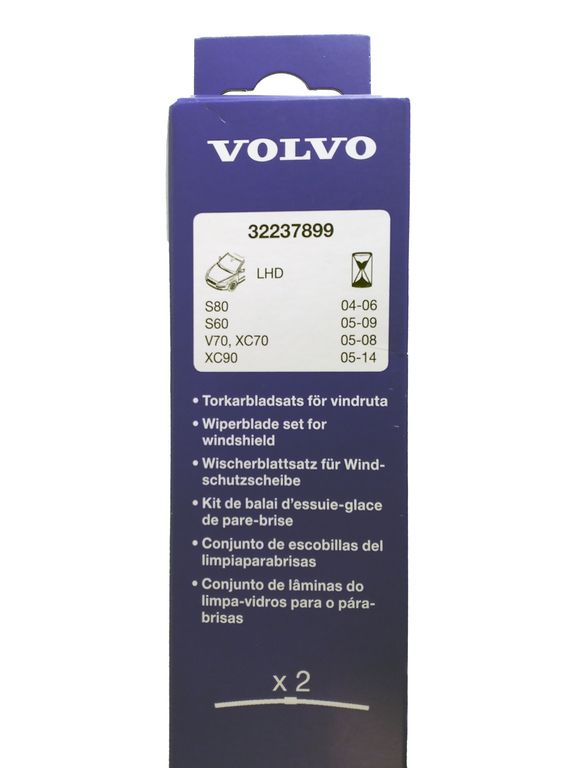 VOLVO
32237899
LHD
S80 04-06
S60 05-09
V70, XC70 05-08
XC90 05-14
• Torkarbladsats för vindruta
• Wiperblade set for
windshield
• Wischerblattsatz für Wind-
schutzscheibe
• Kit de balai d'essuie-glace
de pare-brise
• Conjunto de escobillas del
limpiaparabrisas
• Conjunto de lâminas do
limpa-vidros para o pára-
brisas
x 2